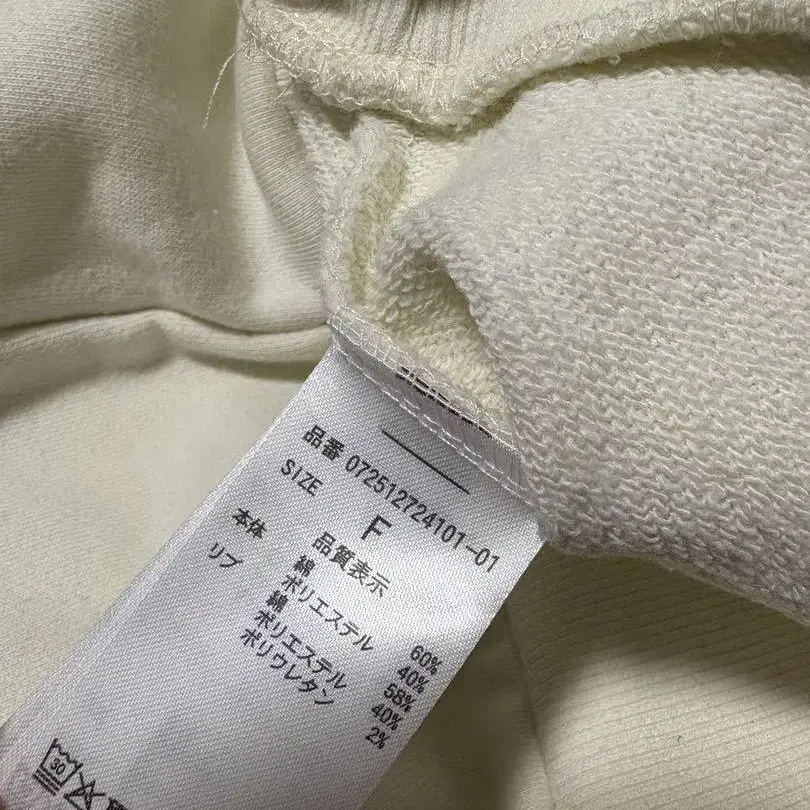 品番 072512724101-01
SIZE F
品質表示
本体 綿 60%
ポリエステル 40%
リブ 綿 58%
ポリエステル 40%
ポリウレタン 2%
30